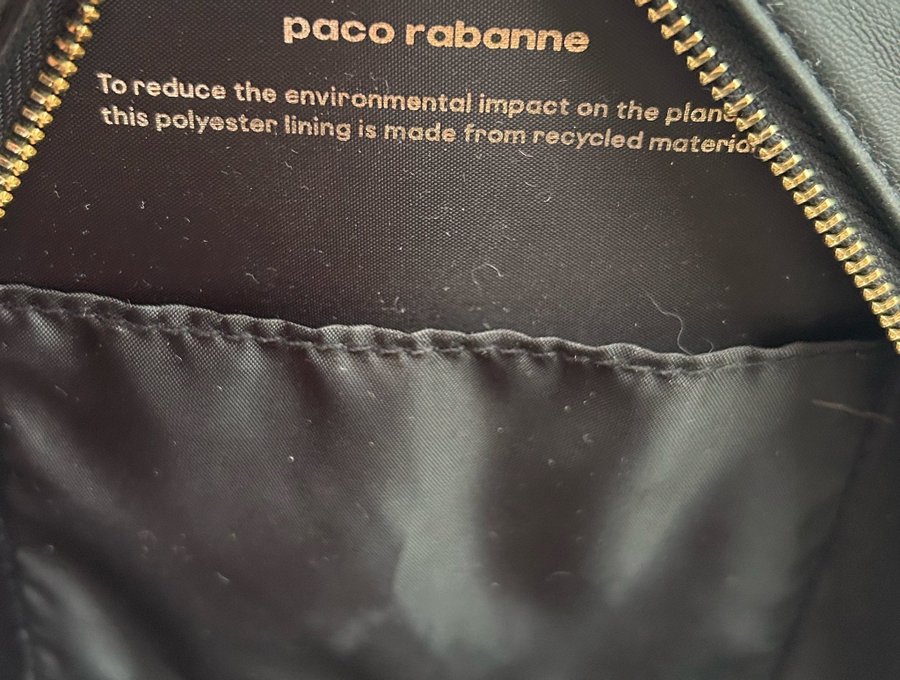 paco rabanne
To reduce the environmental impact on the plane
this polyester lining is made from recycled materia